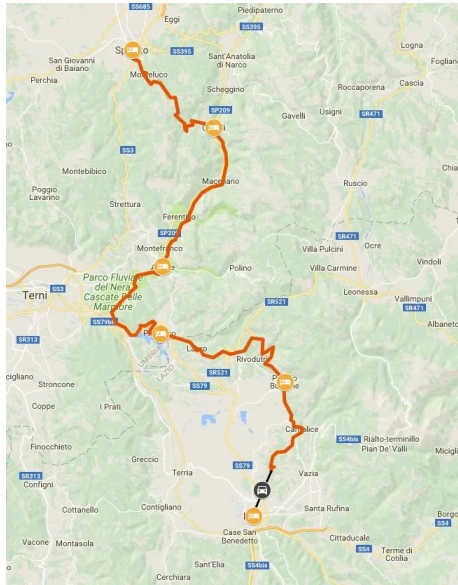 SS685
Eggi
Piedipaterno
SS395
SS395
Logna
San Giovanni
di Baiano
Sant'Anatolia
di Narco
Fogliano
Monteluco
Perchia
Scheggino
Roccaporena
Cascia
SP209
Gavelli
Usigni
SR471
SS3
Macenano
Montebibico
Ruscio
Poggio
Lavarino
Strettura
Ferentillo
SP209
SR471
Montefranco
Villa Pulcini
Ocre
Polino
Villa Carmine
Vindoli
Parco Fluviale
del Nera
Cascate Delle
Marmore
SS3
Terni
Leonessa
Vallimpuni
SR471
SR521
SS79bis
Albaneto
SR313
UMBRIA
LAZIO
Labro
Rivodutri
SR521
SS79
Stroncone
Coppe
I Prati
Cantalice
SS4bis
Rialto-terminillo
Pian De' Valli
Finocchieto
Greccio
SR313
SS79
Terria
Vazia
Configni
Contigliano
Santa Rufina
Cottanello
SS4
Case San
Benedetto
Cittaducale
Vacone
Montasola
SS4
Terme di
Cotilia
Sant'Elia
SS4bis
Cerchiara